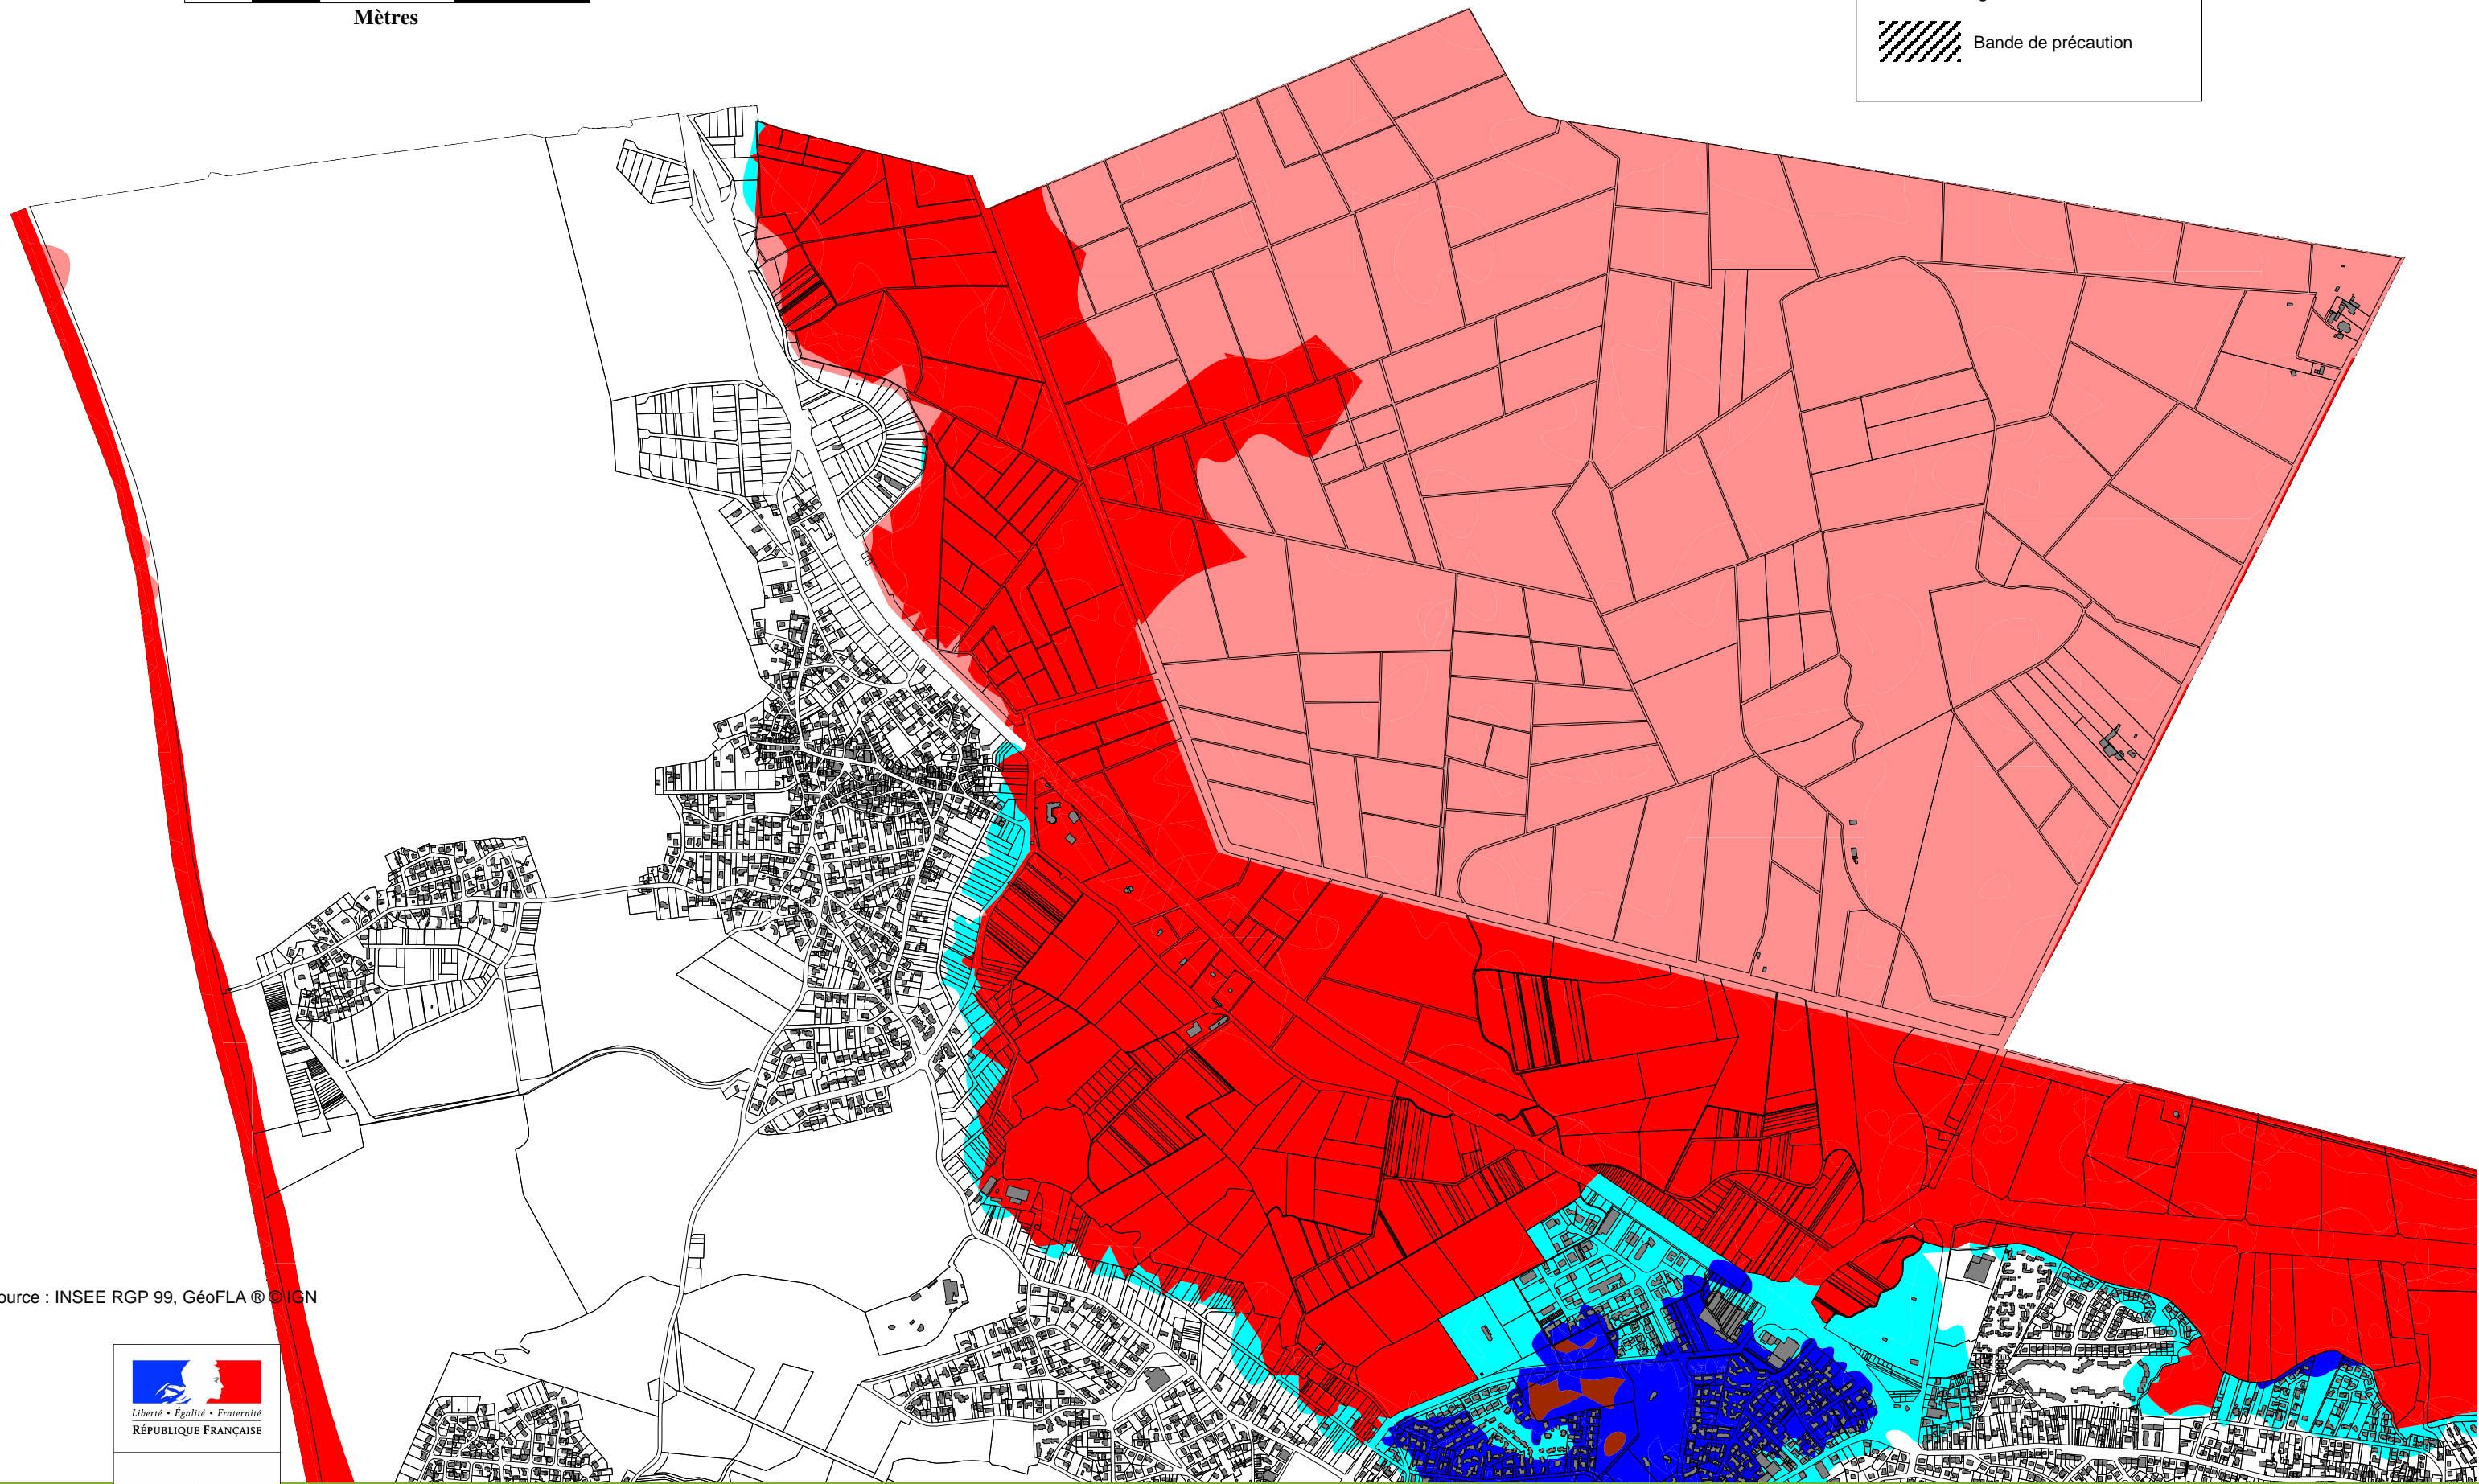 Mètres
Bande de précaution
ource : INSEE RGP 99, GéoFLA ® © IGN
Liberté • Égalité • Fraternité
RÉPUBLIQUE FRANÇAISE